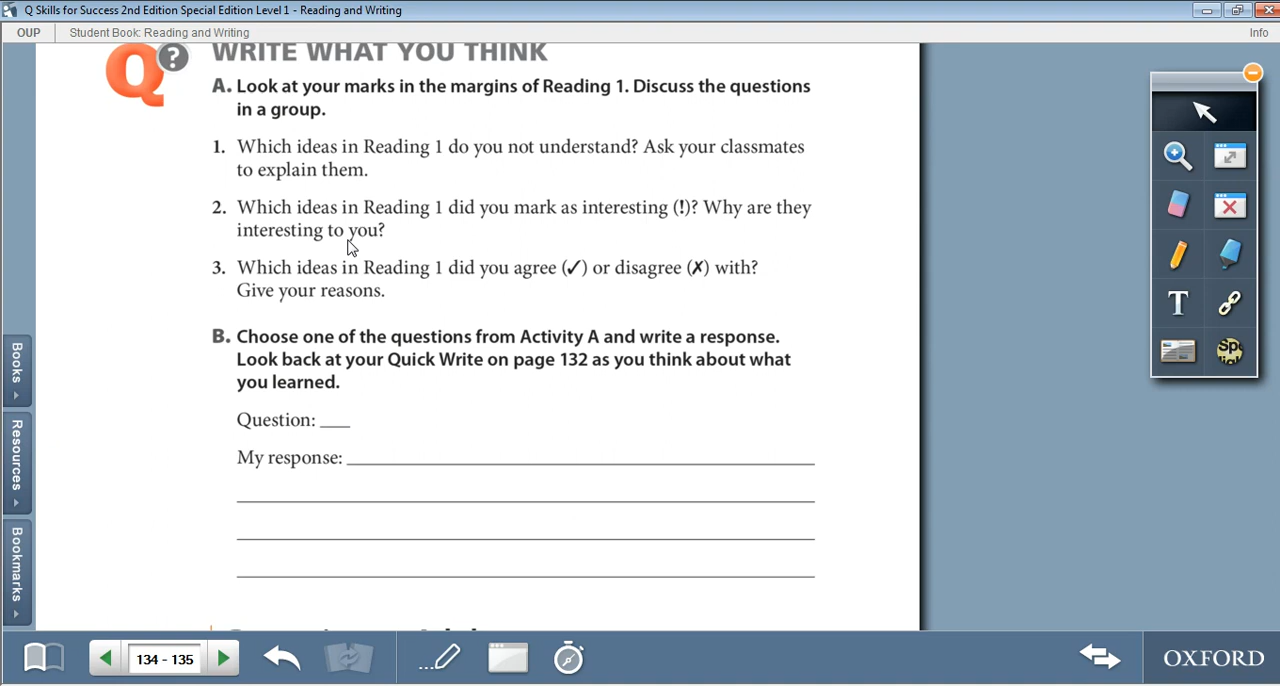 Q Skills for Success 2nd Edition Special Edition Level 1 - Reading and Writing
OUP Student Book: Reading and Writing Info
Q ?
WRITE WHAT YOU THINK
A. Look at your marks in the margins of Reading 1. Discuss the questions
in a group.
1. Which ideas in Reading 1 do you not understand? Ask your classmates
to explain them.
2. Which ideas in Reading 1 did you mark as interesting (!)? Why are they
interesting to you?
3. Which ideas in Reading 1 did you agree (✓) or disagree (✗) with?
Give your reasons.
B. Choose one of the questions from Activity A and write a response.
Look back at your Quick Write on page 132 as you think about what
you learned.
Question: ___
My response:
Books
Resources
Bookmarks
T
134 - 135
OXFORD